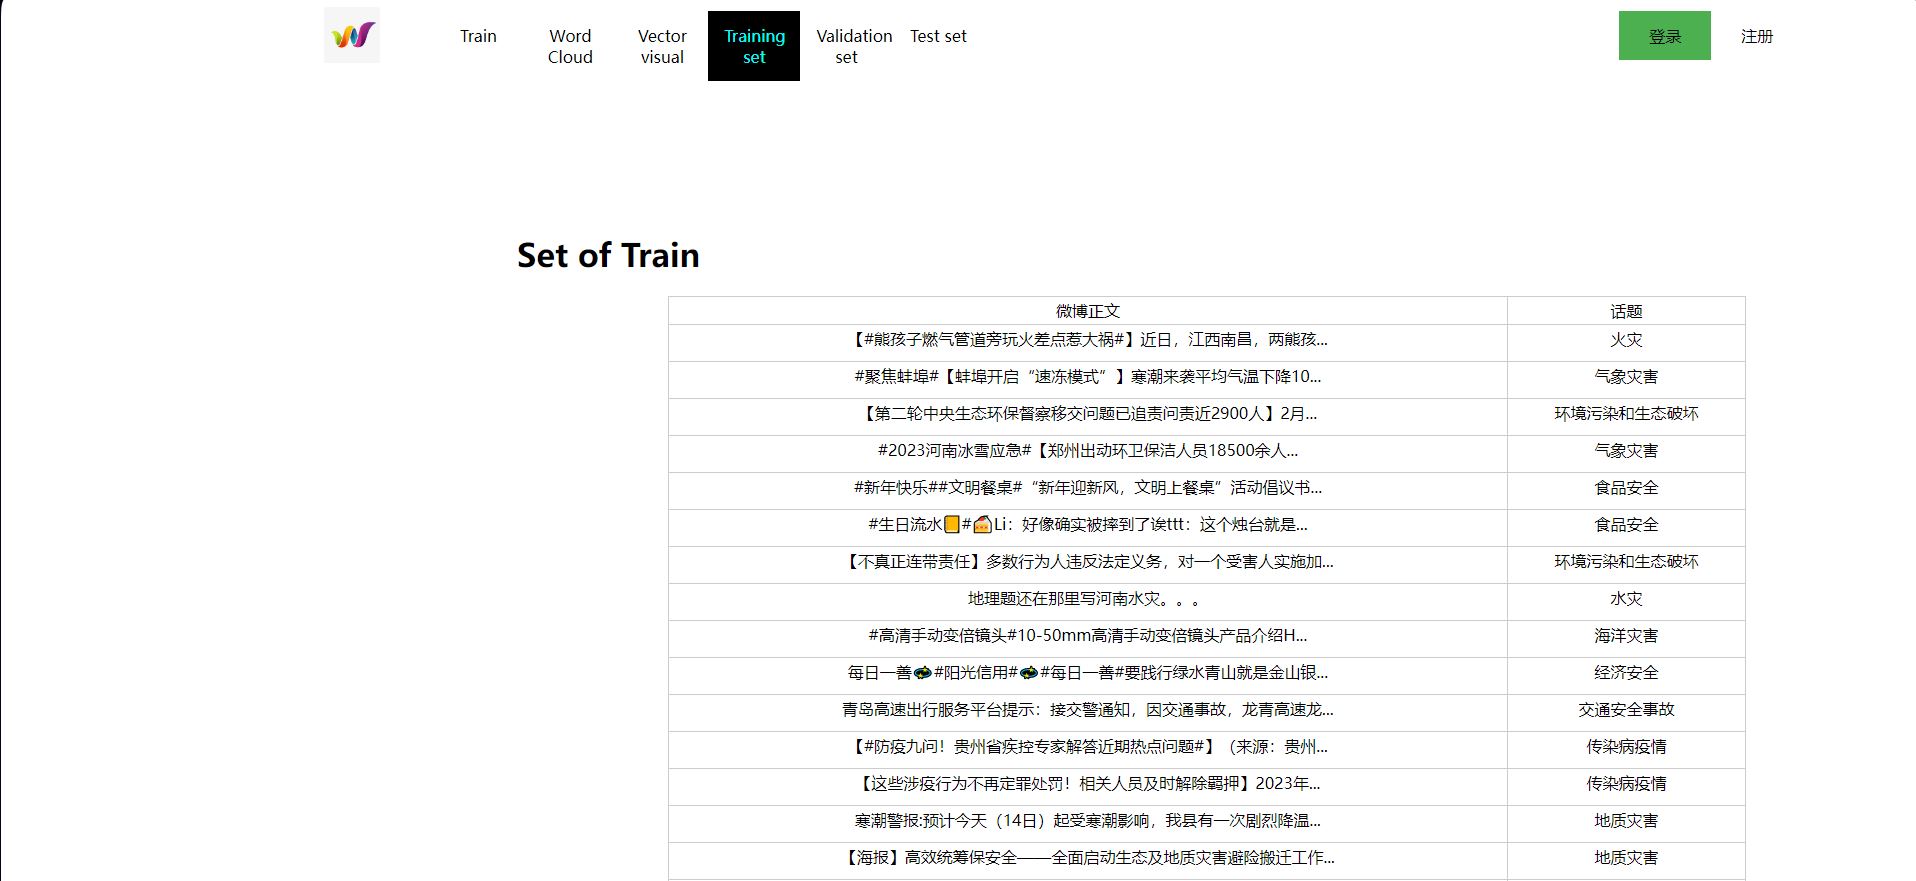 Train
Word
Cloud
Vector
visual
Training
set
Validation
set
Test set
登录
注册
Set of Train
微博正文 话题
【#熊孩子燃气管道旁玩火差点惹大祸#】近日，江西南昌，两熊孩... 火灾
#聚焦蚌埠#【蚌埠开启“速冻模式”】寒潮来袭平均气温下降10... 气象灾害
【第二轮中央生态环保督察移交问题已追责问责近2900人】2月... 环境污染和生态破坏
#2023河南冰雪应急#【郑州出动环卫保洁人员18500余人... 气象灾害
#新年快乐##文明餐桌#“新年迎新风，文明上餐桌”活动倡议书... 食品安全
#生日流水📒#🍰Li：好像确实被摔到了诶ttt：这个烛台就是... 食品安全
【不真正连带责任】多数行为人违反法定义务，对一个受害人实施加... 环境污染和生态破坏
地理题还在那里写河南水灾。。。 水灾
#高清手动变倍镜头#10-50mm高清手动变倍镜头产品介绍H... 海洋灾害
每日一善#阳光信用##每日一善#要践行绿水青山就是金山银... 经济安全
青岛高速出行服务平台提示：接交警通知，因交通事故，龙青高速龙... 交通安全事故
【#防疫九问！贵州省疾控专家解答近期热点问题#】（来源：贵州... 传染病疫情
【这些涉疫行为不再定罪处罚！相关人员及时解除羁押】2023年... 传染病疫情
寒潮警报:预计今天（14日）起受寒潮影响，我县有一次剧烈降温... 地质灾害
【海报】高效统筹保安全——全面启动生态及地质灾害避险搬迁工作... 地质灾害